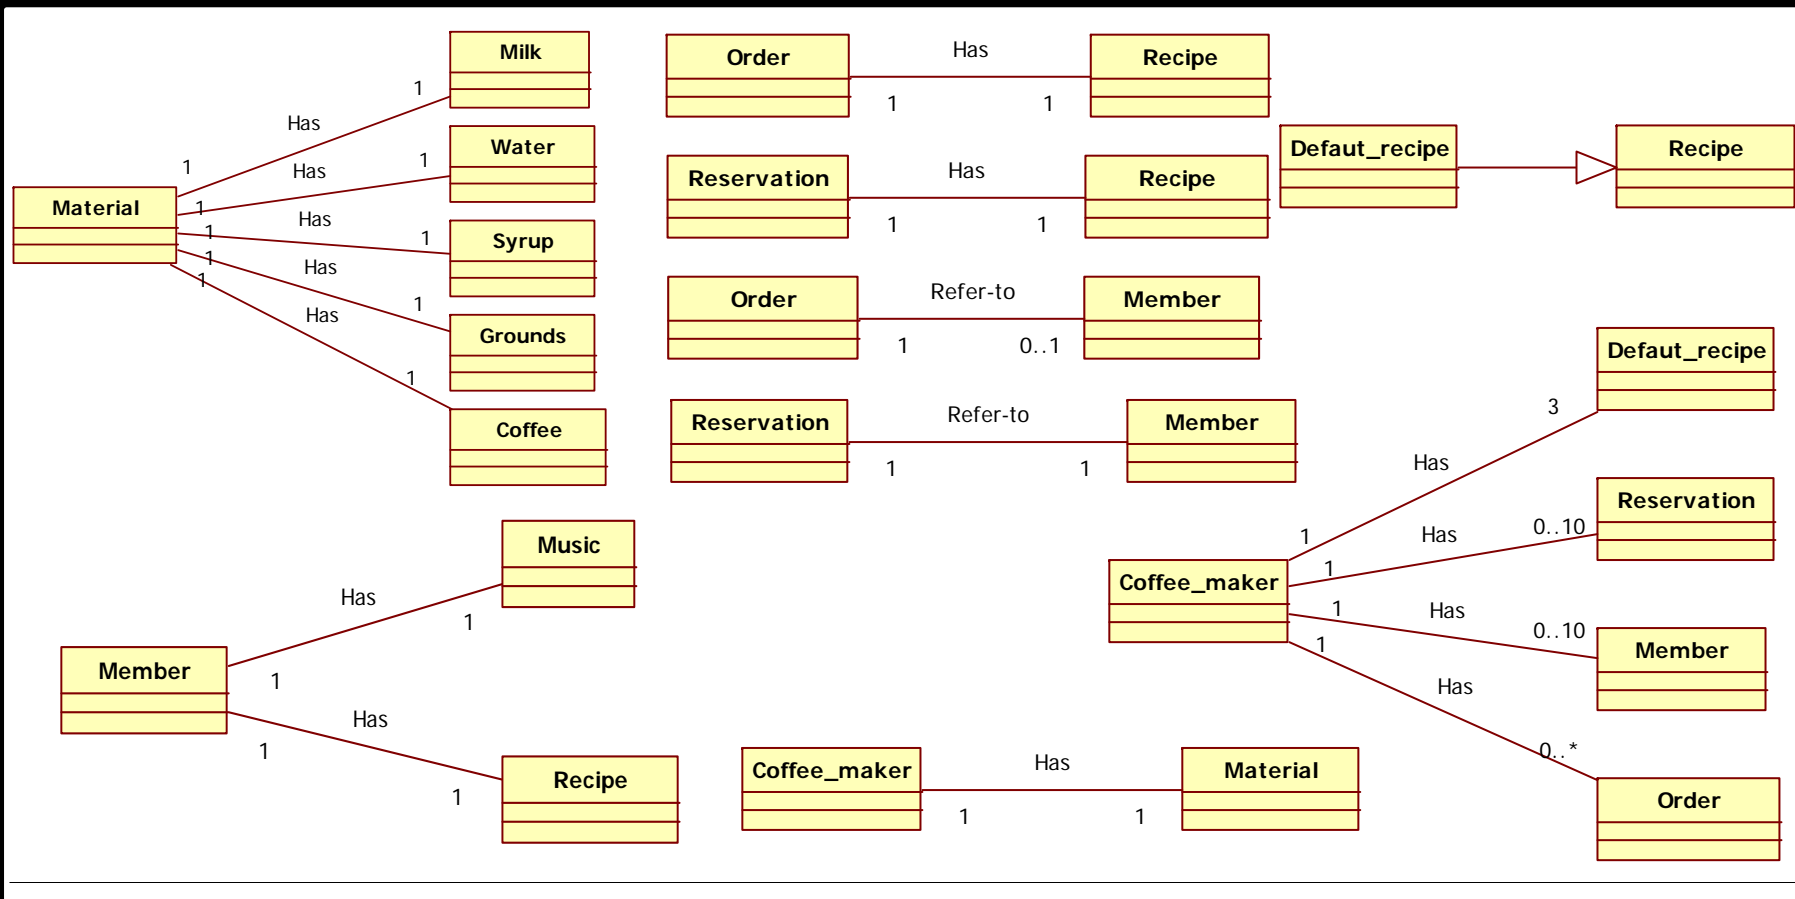 Milk
1
Has
1
Water
1
Has
1
Material
Syrup
1
Has
1
Grounds
1
Has
1
Coffee
1
Has
1
Order
Has
Recipe
1
1
Reservation
Has
Recipe
1
1
Defaut_recipe
Recipe
Order
Refer-to
Member
1
0..1
Reservation
Refer-to
Member
1
1
Music
Has
1
1
Member
Has
1
1
Recipe
Defaut_recipe
3
Has
1
Reservation
0..10
Has
1
Coffee_maker
1
Has
0..10
Member
1
Has
0..*
Order
Coffee_maker
Has
Material
1
1